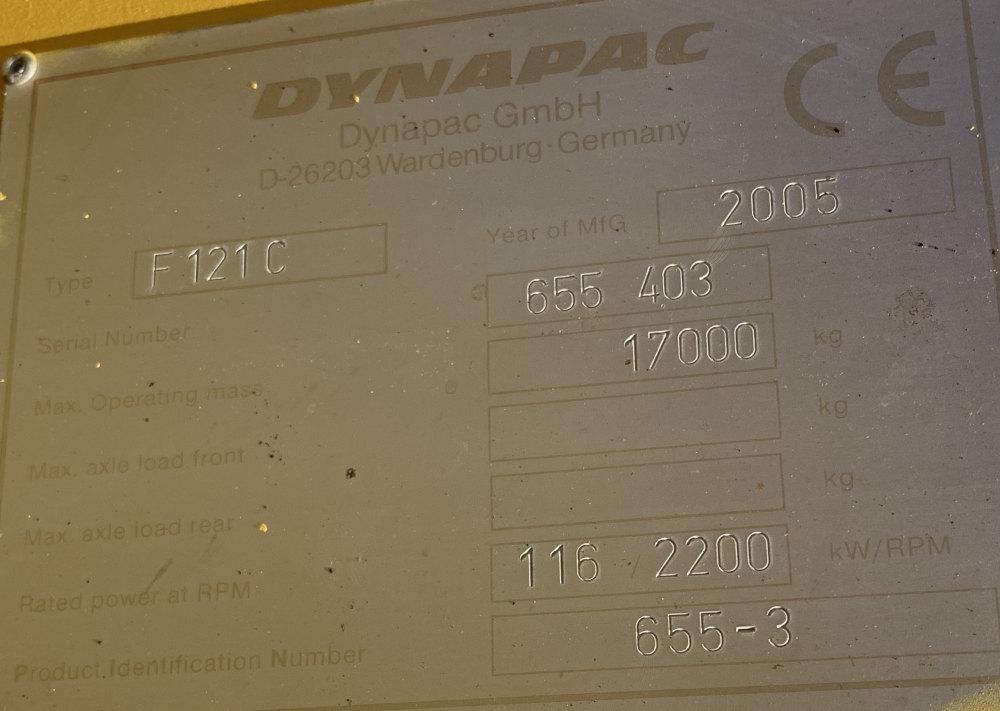 DYNAPAC
CE
Dynapac GmbH
D-26203 Wardenburg·Germany
Type F121C Year of MfG 2005
Serial Number 655 403
Max. Operating mass 17000 kg
Max. axle load front kg
Max. axle load rear kg
Rated power at RPM 116 / 2200 kW/RPM
Product Identification Number 655-3